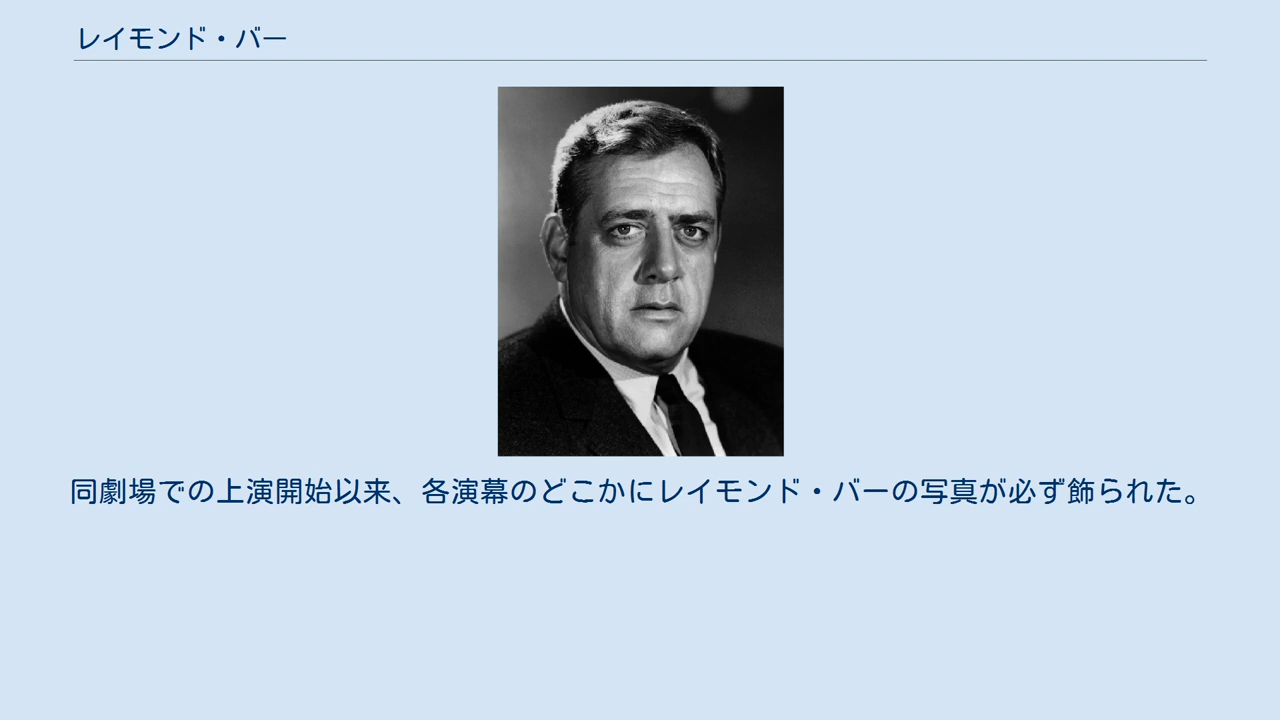 レイモンド・バー
同劇場での上演開始以来、各演幕のどこかにレイモンド・バーの写真が必ず飾られた。